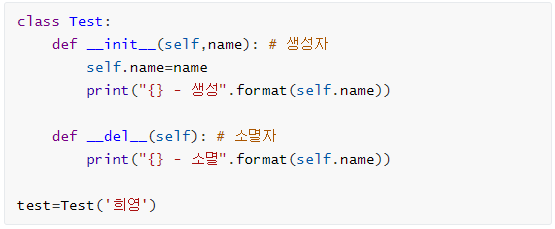 class Test:
    def __init__(self,name): # 생성자
        self.name=name
        print("{} - 생성".format(self.name))
    def __del__(self): # 소멸자
        print("{} - 소멸".format(self.name))
test=Test('희영')